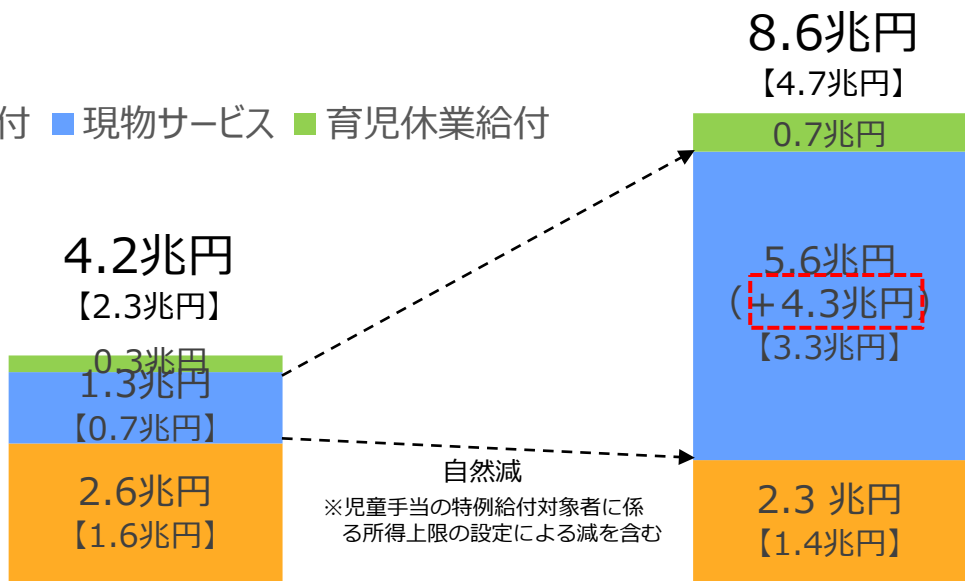 8.6兆円
【4.7兆円】
付 ■現物サービス ■育児休業給付
0.7兆円
4.2兆円
【2.3兆円】
5.6兆円
（+4.3兆円）
【3.3兆円】
0.3兆円
1.3兆円
【0.7兆円】
自然減
※児童手当の特例給付対象者に係
る所得上限の設定による減を含む
2.6兆円
【1.6兆円】
2.3 兆円
【1.4兆円】